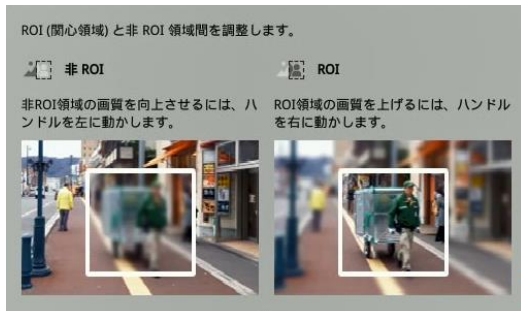 ROI (関心領域) と非 ROI 領域間を調整します。
非 ROI
非ROI領域の画質を向上させるには、ハ
ンドルを左に動かします。
ROI
ROI領域の画質を上げるには、ハンドル
を右に動かします。